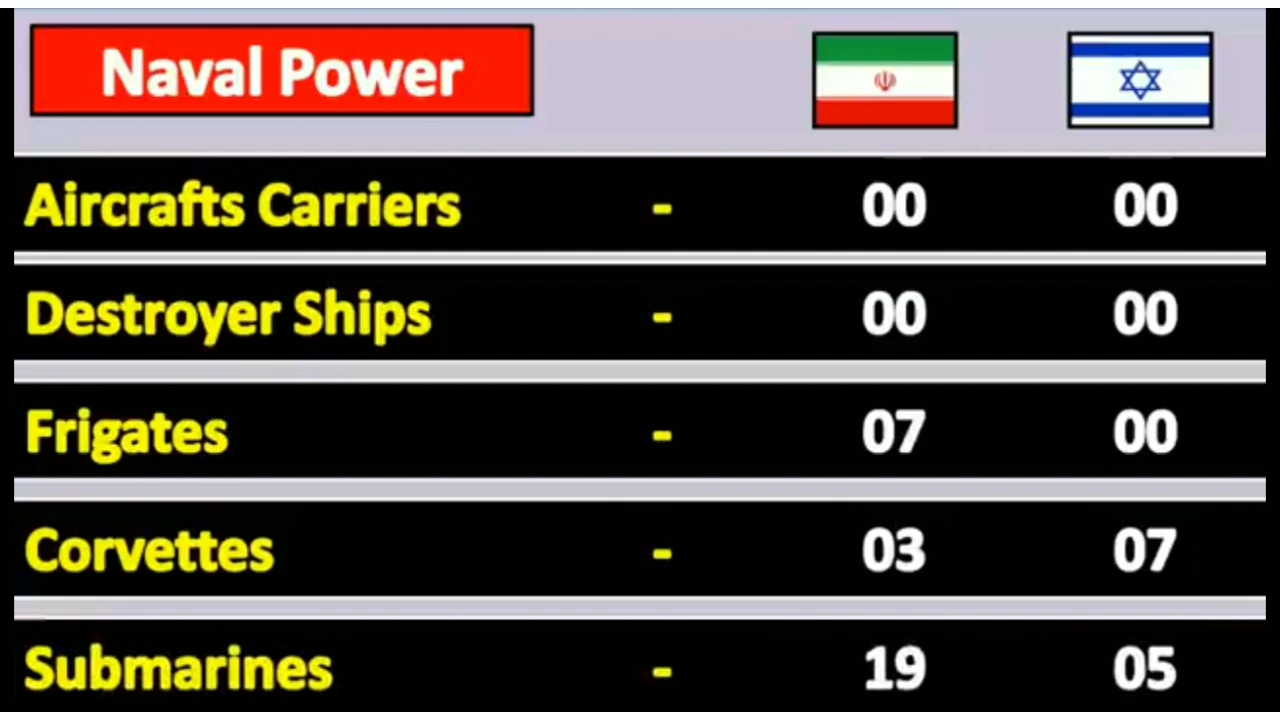 Naval Power
Aircrafts Carriers - 00 00
Destroyer Ships - 00 00
Frigates - 07 00
Corvettes - 03 07
Submarines - 19 05